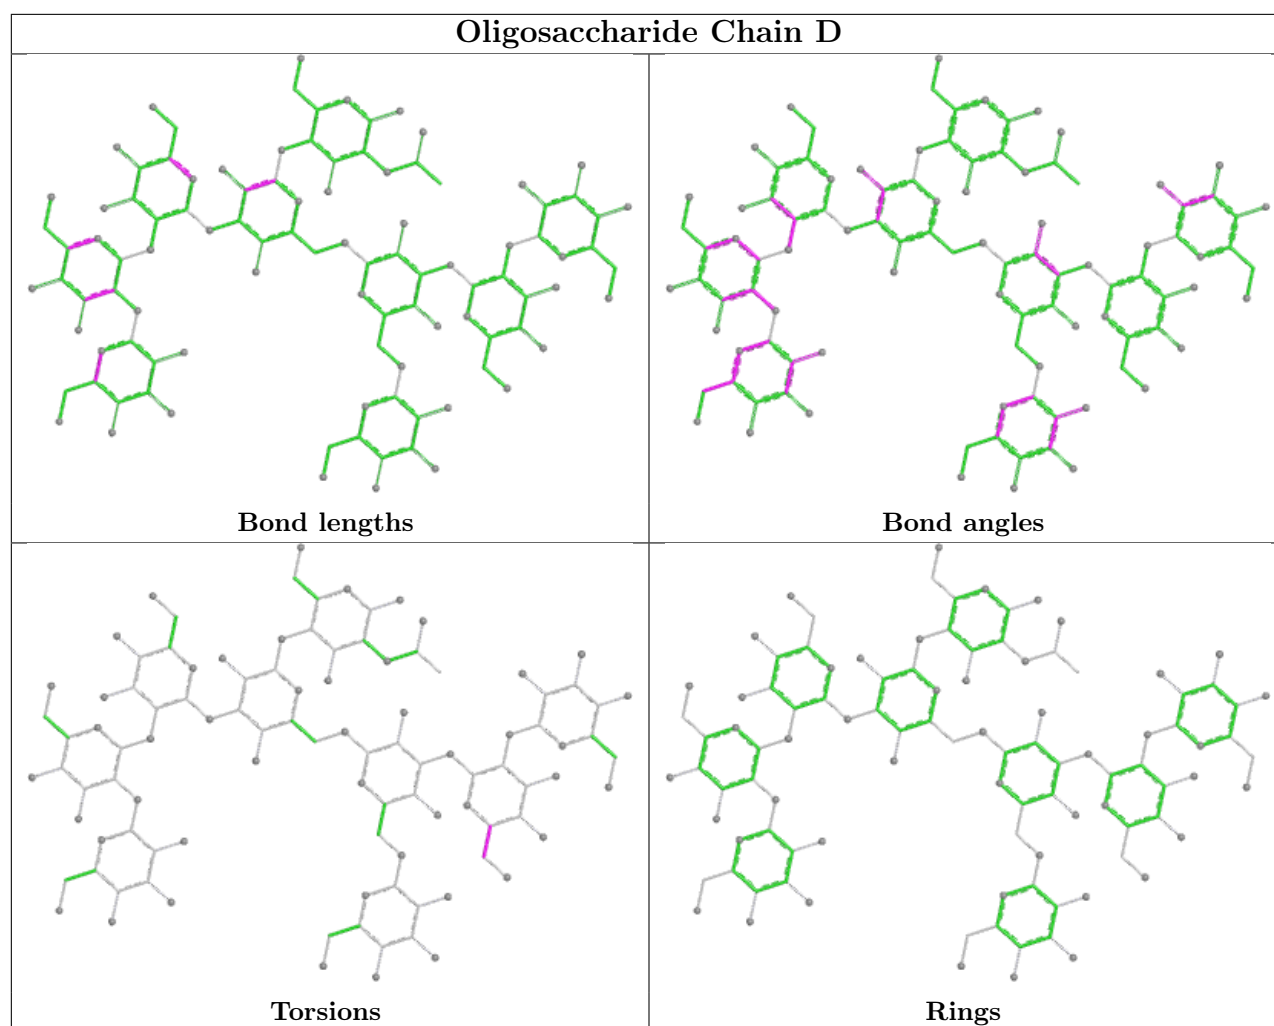 Oligosaccharide Chain D
Bond lengths
Bond angles
Torsions
Rings